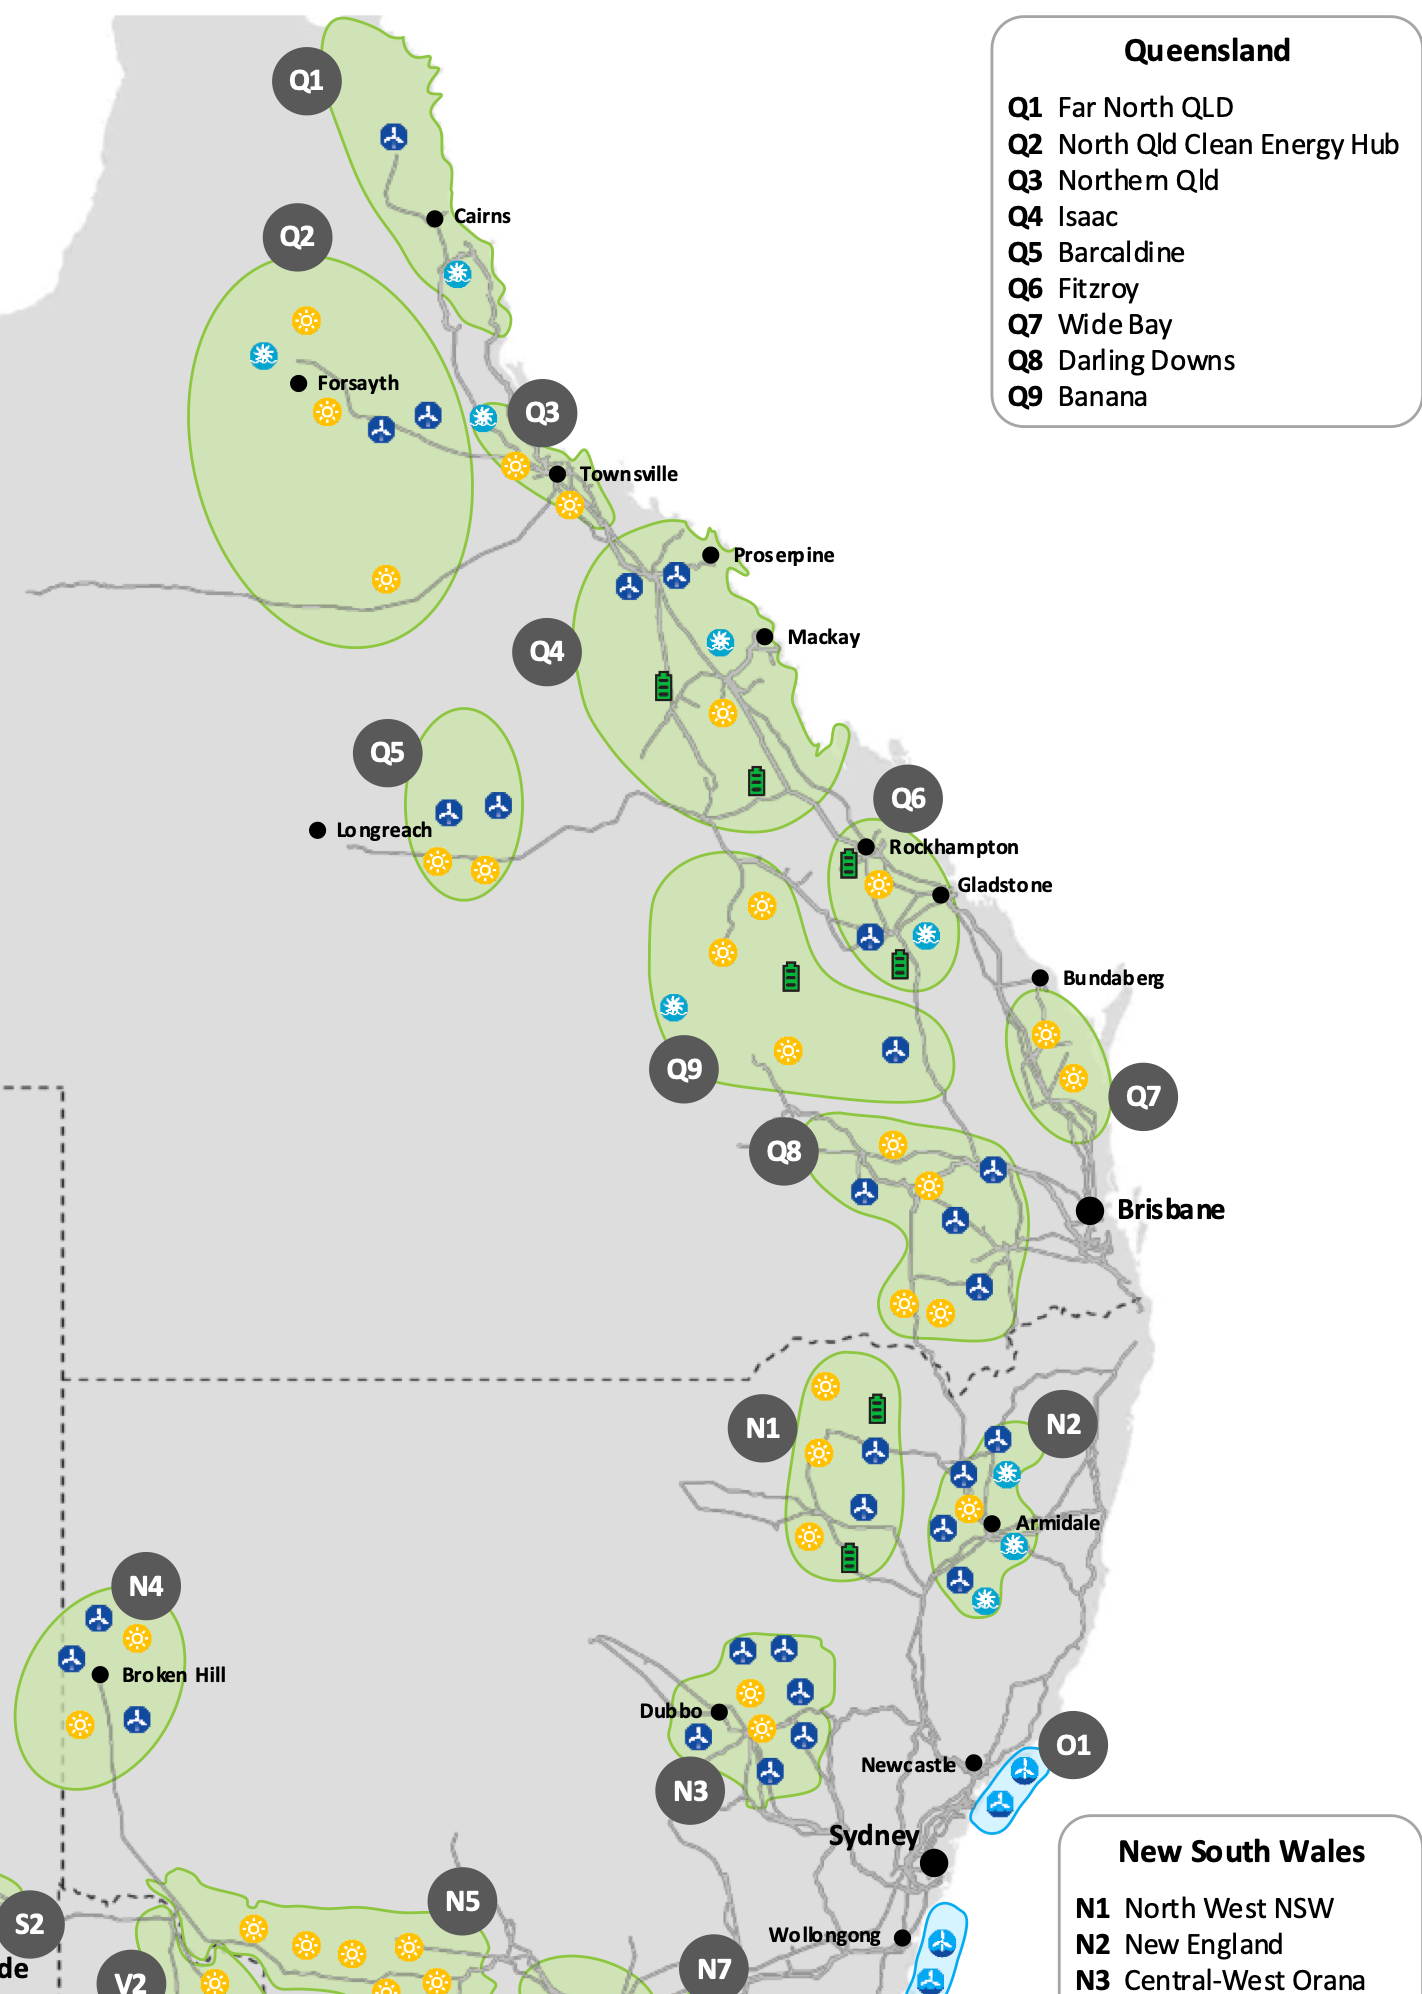 Queensland
Q1 Far North QLD
Q2 North Qld Clean Energy Hub
Q3 Northern Qld
Q4 Isaac
Q5 Barcaldine
Q6 Fitzroy
Q7 Wide Bay
Q8 Darling Downs
Q9 Banana
Q1
Cairns
Q2
Forsayth
Q3
Townsville
Proserpine
Mackay
Q4
Q5
Longreach
Q6
Rockhampton
Gladstone
Bundaberg
Q9
Q7
Q8
Brisbane
N1
N2
Armidale
N4
Broken Hill
Dubbo
N3
O1
Newcastle
Sydney
N5
S2
de
V2
Wollongong
N7
New South Wales
N1 North West NSW
N2 New England
N3 Central-West Orana